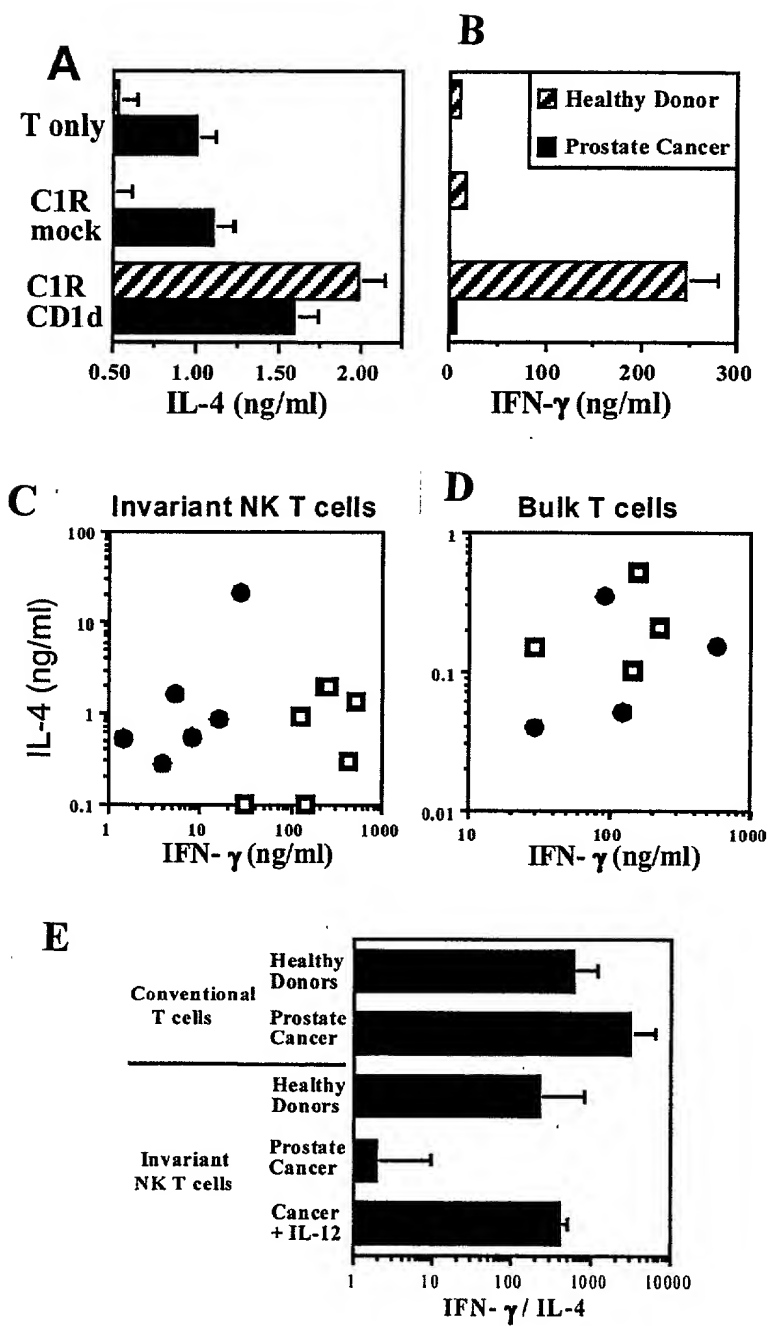 A
B
T only
C1R
mock
C1R
CD1d
0.50 1.00 1.50 2.00
IL-4 (ng/ml)
Healthy Donor
Prostate Cancer
0 100 200 300
IFN-γ (ng/ml)
C
Invariant NK T cells
100
10
1
0.1
IL-4 (ng/ml)
1 10 100 1000
IFN- γ (ng/ml)
D
Bulk T cells
1
0.1
0.01
10 100 1000
IFN- γ (ng/ml)
E
Conventional
T cells
Healthy
Donors
Prostate
Cancer
Invariant
NK T cells
Healthy
Donors
Prostate
Cancer
Cancer
+ IL-12
1 10 100 1000 10000
IFN- γ / IL-4